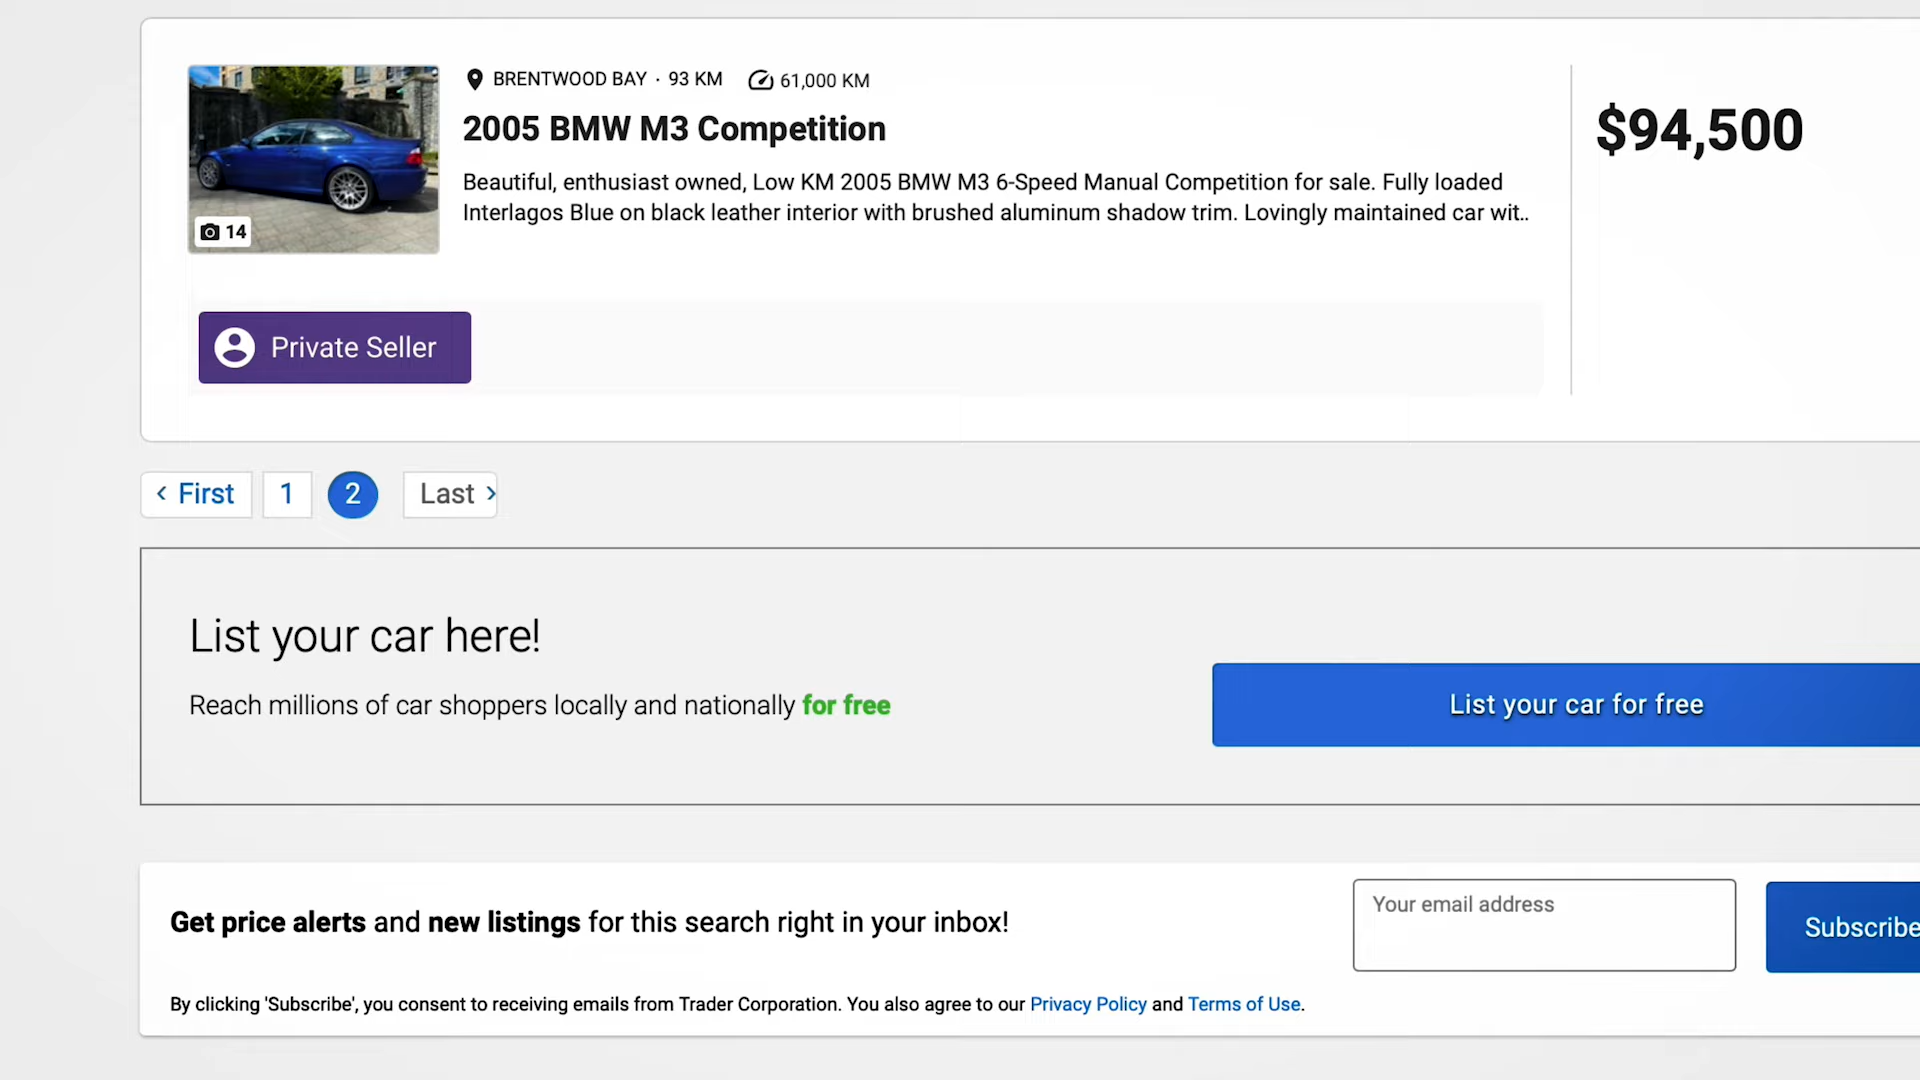 BRENTWOOD BAY · 93 KM 61,000 KM
2005 BMW M3 Competition
$94,500
Beautiful, enthusiast owned, Low KM 2005 BMW M3 6-Speed Manual Competition for sale. Fully loaded
Interlagos Blue on black leather interior with brushed aluminum shadow trim. Lovingly maintained car wit..
14
Private Seller
‹ First 1 2 Last ›
List your car here!
Reach millions of car shoppers locally and nationally for free
List your car for free
Get price alerts and new listings for this search right in your inbox!
Your email address
Subscribe
By clicking 'Subscribe', you consent to receiving emails from Trader Corporation. You also agree to our Privacy Policy and Terms of Use.